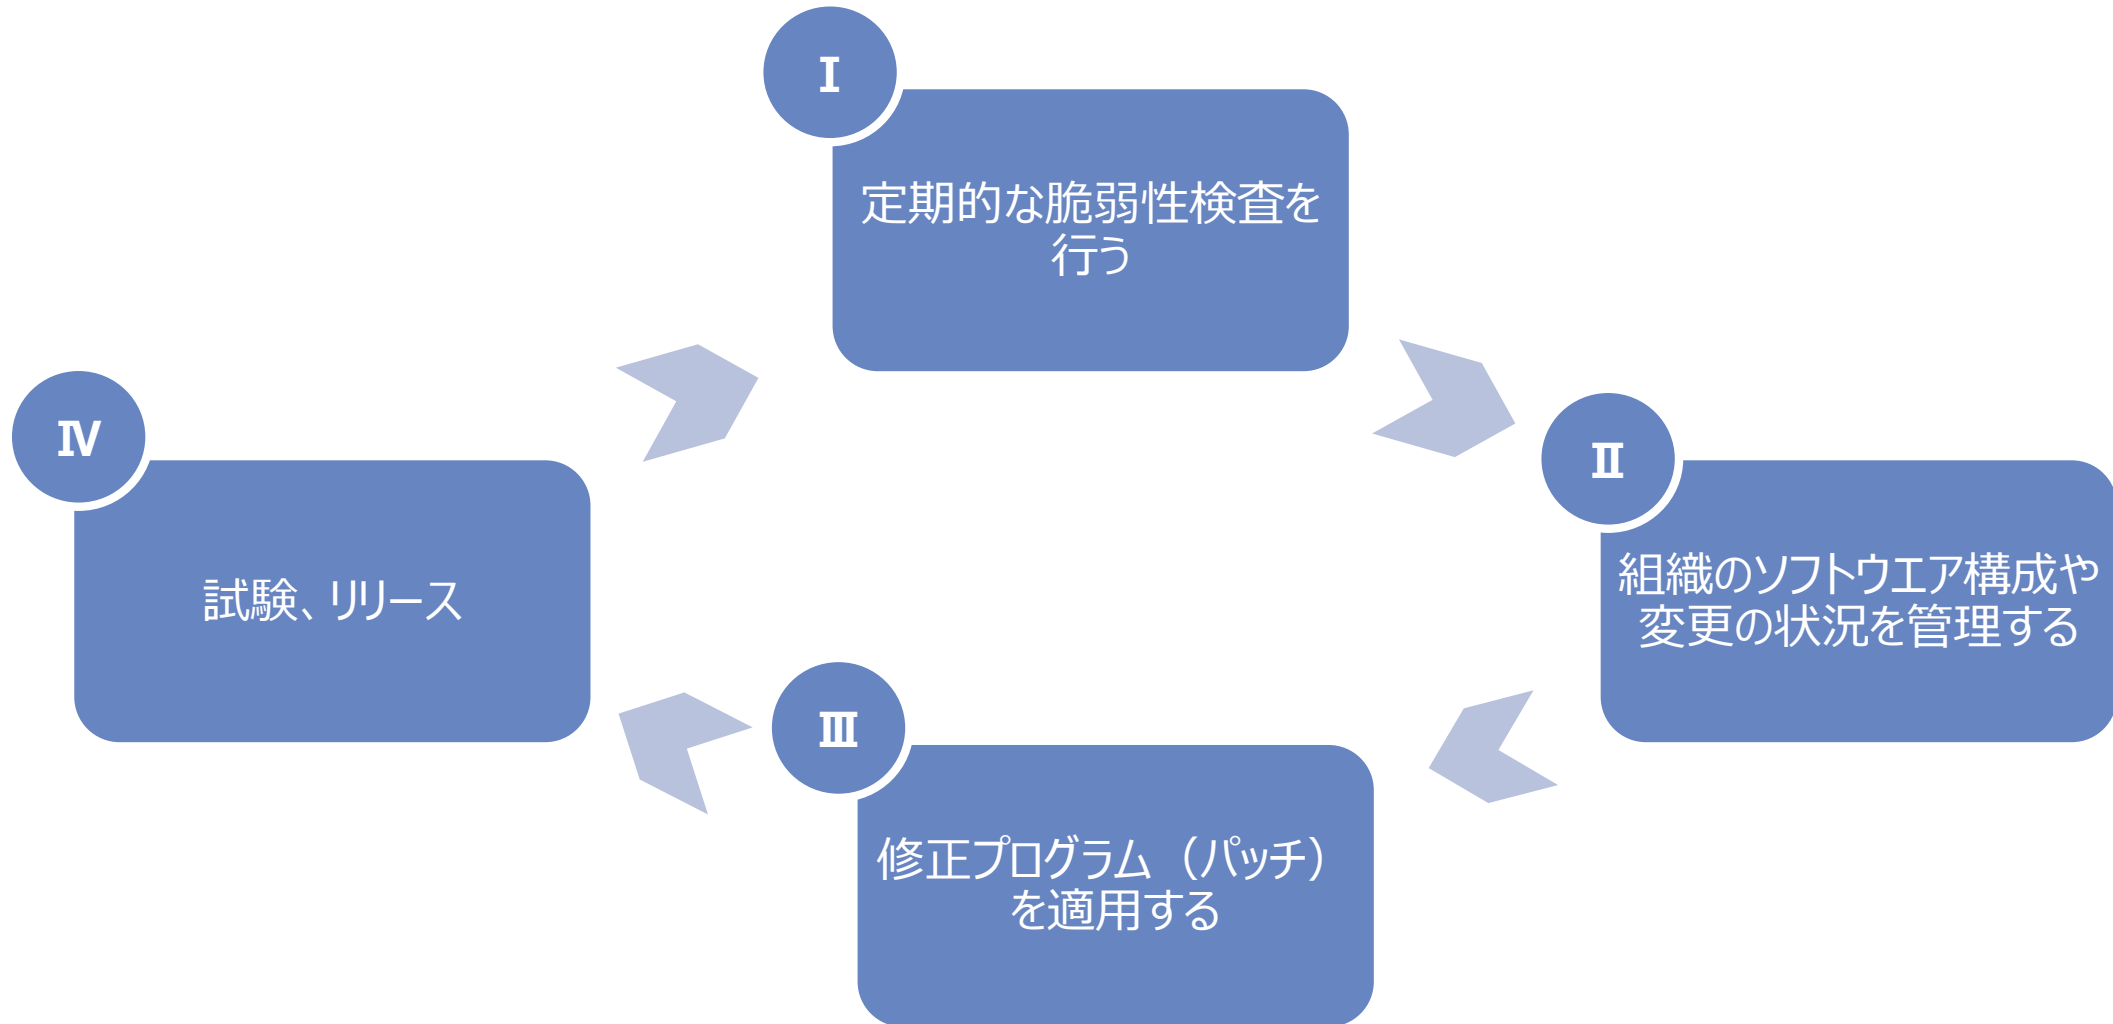 Ⅰ
定期的な脆弱性検査を
行う
Ⅱ
組織のソフトウエア構成や
変更の状況を管理する
Ⅲ
修正プログラム（パッチ）
を適用する
Ⅳ
試験、リリース